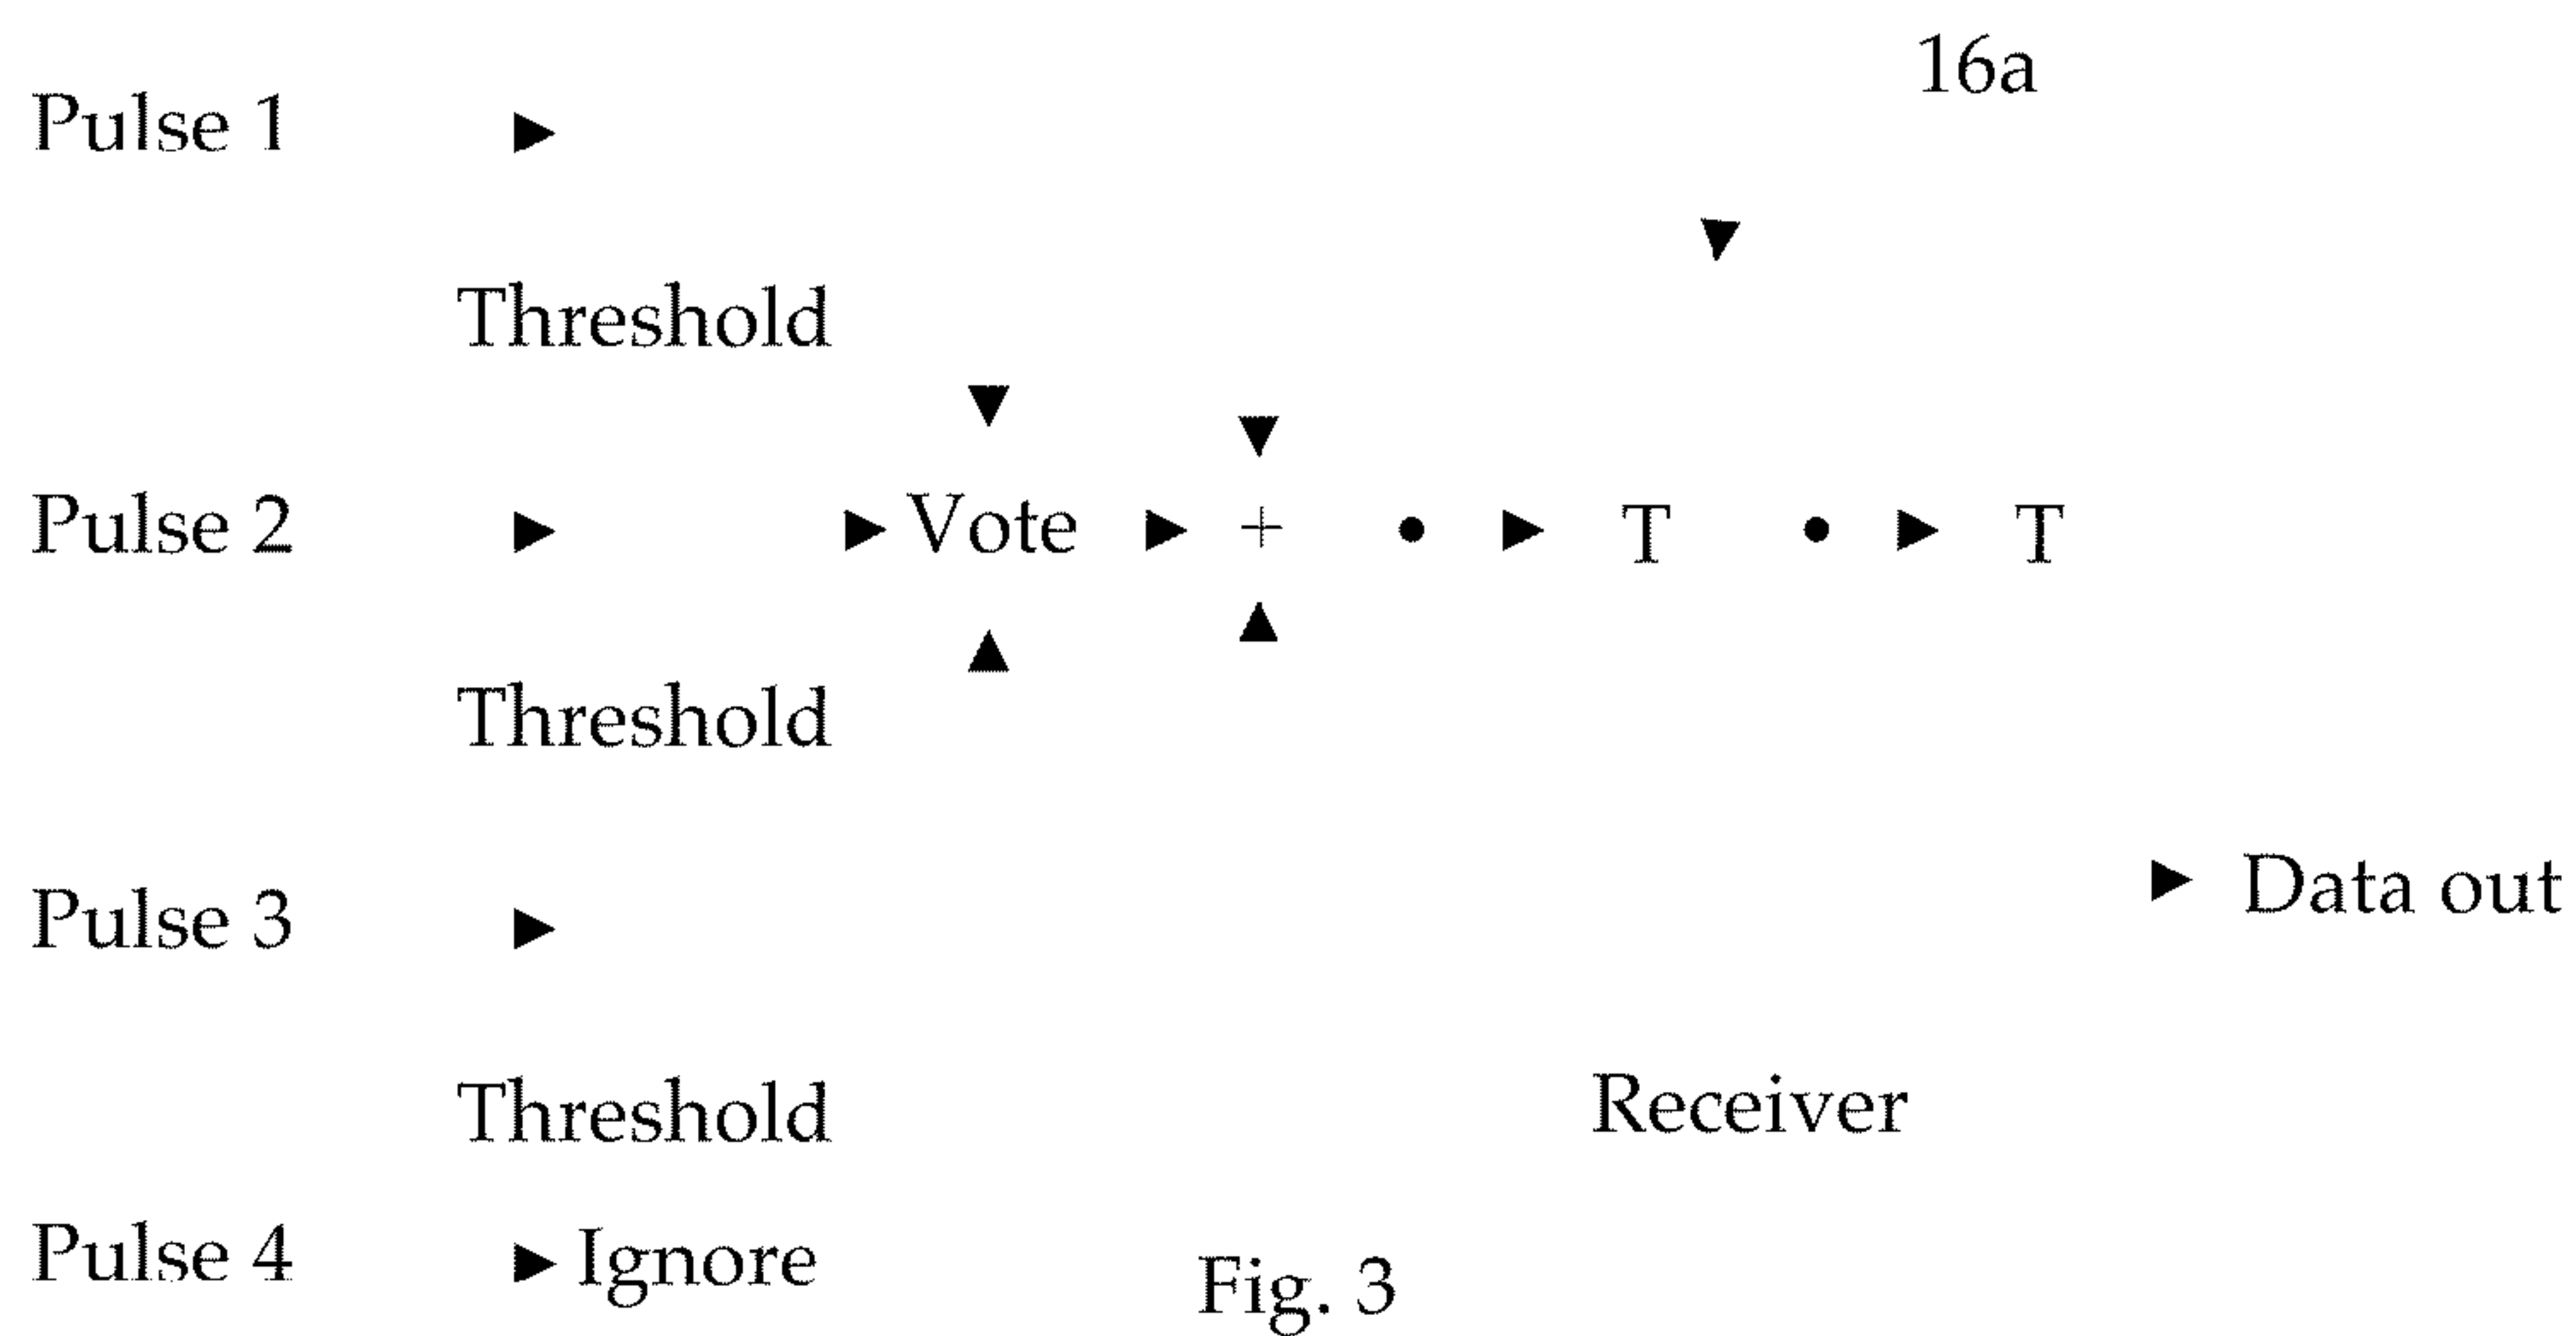 16a
Pulse 1
Threshold
Pulse 2 Vote + T T
Threshold
Pulse 3 Data out
Threshold Receiver
Pulse 4 Ignore Fig. 3